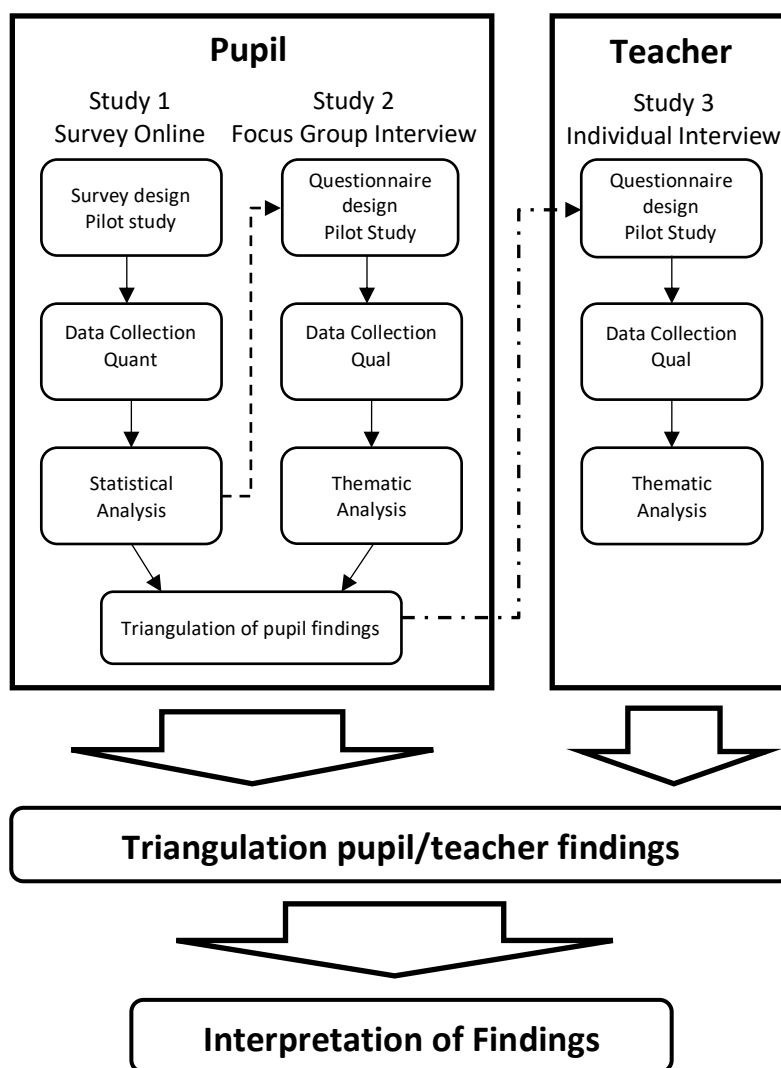 Pupil
Study 1
Survey Online
Survey design
Pilot study
Data Collection
Quant
Statistical
Analysis
Study 2
Focus Group Interview
Questionnaire
design
Pilot Study
Data Collection
Qual
Thematic
Analysis
Triangulation of pupil findings
Teacher
Study 3
Individual Interview
Questionnaire
design
Pilot Study
Data Collection
Qual
Thematic
Analysis
Triangulation pupil/teacher findings
Interpretation of Findings